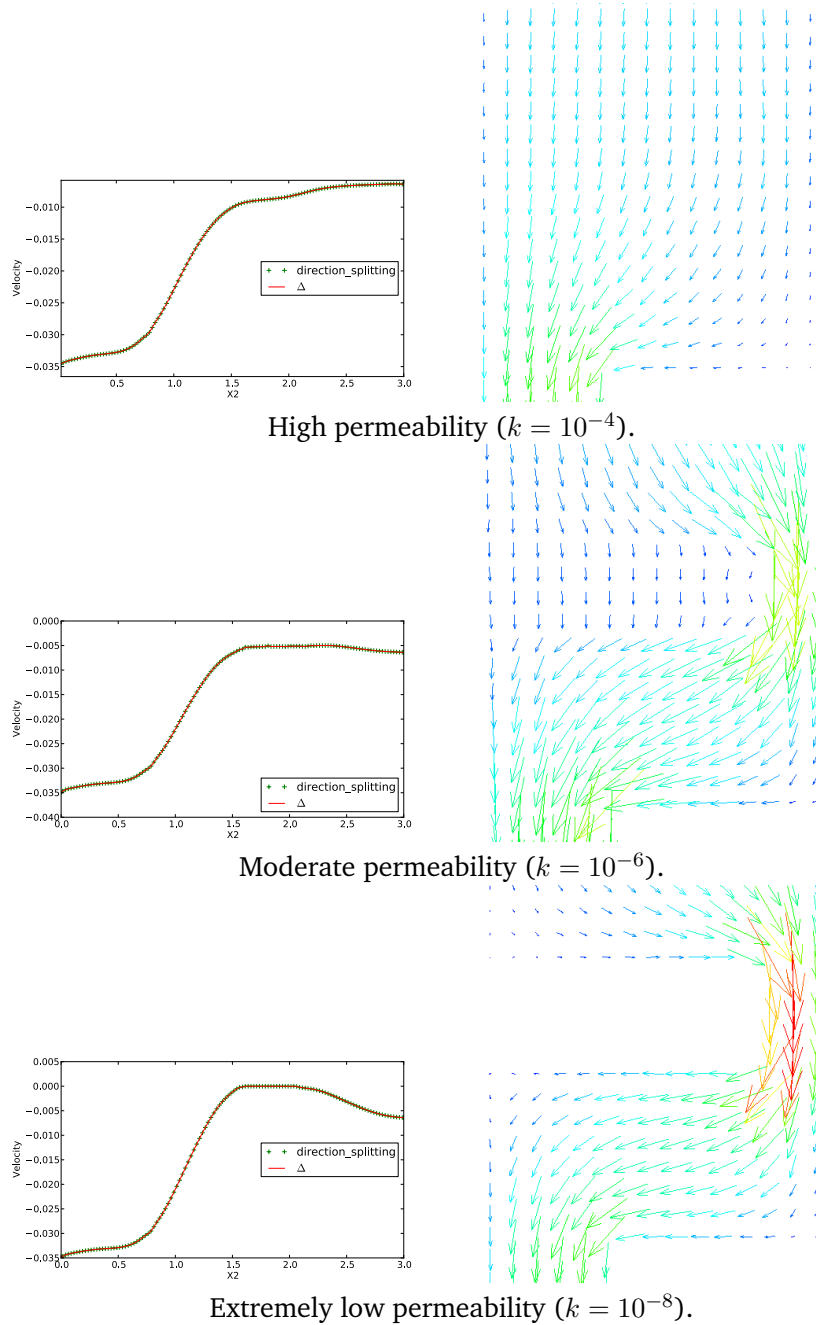 −0.010
−0.015
−0.020
−0.025
−0.030
−0.035
Velocity
direction_splitting
Δ
0.5 1.0 1.5 2.0 2.5 3.0
X2
High permeability (k = 10⁻⁴).
0.000
−0.005
−0.010
−0.015
−0.020
−0.025
−0.030
−0.035
−0.040
Velocity
direction_splitting
Δ
0.0 0.5 1.0 1.5 2.0 2.5 3.0
X2
Moderate permeability (k = 10⁻⁶).
0.005
0.000
−0.005
−0.010
−0.015
−0.020
−0.025
−0.030
−0.035
Velocity
direction_splitting
Δ
0.0 0.5 1.0 1.5 2.0 2.5 3.0
X2
Extremely low permeability (k = 10⁻⁸).